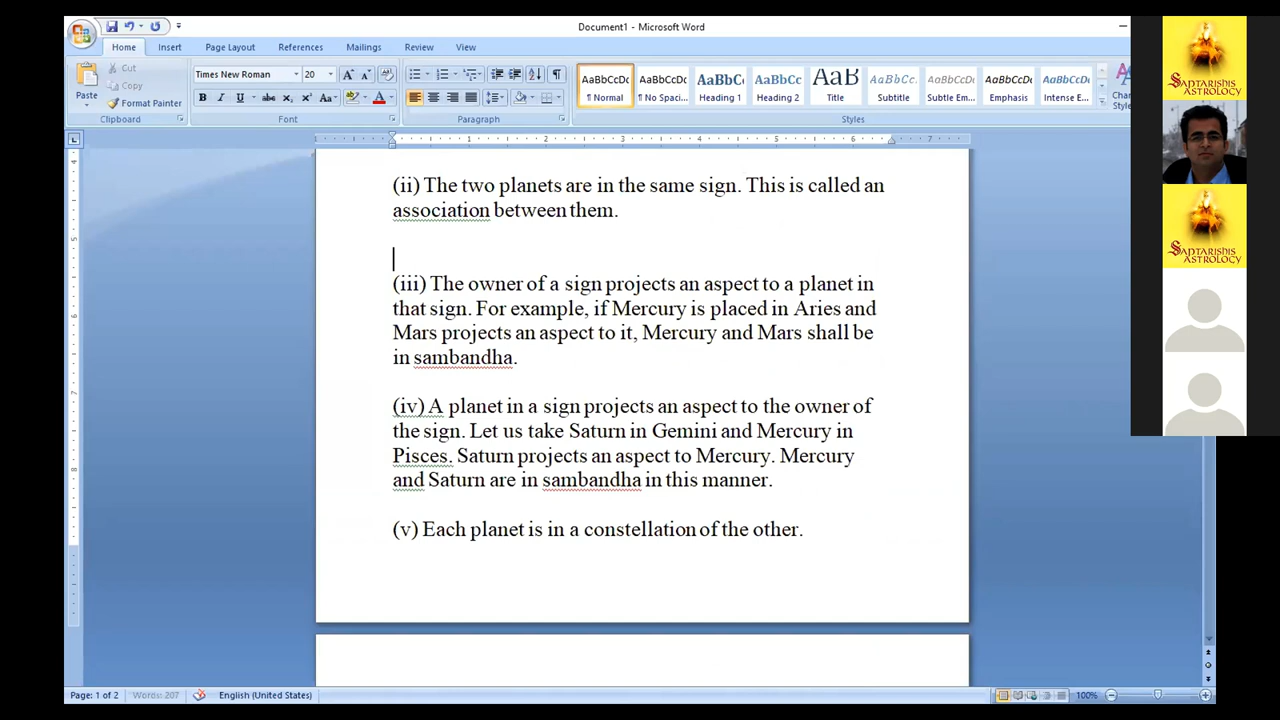 Document1 - Microsoft Word
Home Insert Page Layout References Mailings Review View
Paste
Cut
Copy
Format Painter
Clipboard
Times New Roman 20
Font
Paragraph
AaBbCcDc AaBbCcDc AaBbC AaBbCc AaB AaBbCc. AaBbCcDc AaBbCcDc AaBbCcDc
¶ Normal ¶ No Spaci... Heading 1 Heading 2 Title Subtitle Subtle Em... Emphasis Intense E...
Styles
(ii) The two planets are in the same sign. This is called an
association between them.
(iii) The owner of a sign projects an aspect to a planet in
that sign. For example, if Mercury is placed in Aries and
Mars projects an aspect to it, Mercury and Mars shall be
in sambandha.
(iv) A planet in a sign projects an aspect to the owner of
the sign. Let us take Saturn in Gemini and Mercury in
Pisces. Saturn projects an aspect to Mercury. Mercury
and Saturn are in sambandha in this manner.
(v) Each planet is in a constellation of the other.
Page: 1 of 2 Words: 207 English (United States) 100%
SAPTARISHIS
ASTROLOGY
SAPTARISHIS
ASTROLOGY